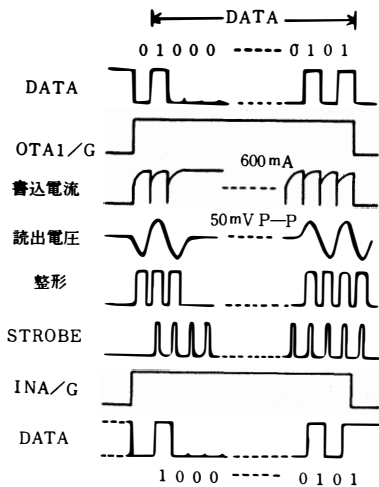 DATA
0 1 0 0 0 ----- 0 1 0 1
DATA
OTA1/G
600mA
書込電流
50mV P—P
読出電圧
整形
STROBE
INA/G
DATA
1 0 0 0 ----- 0 1 0 1